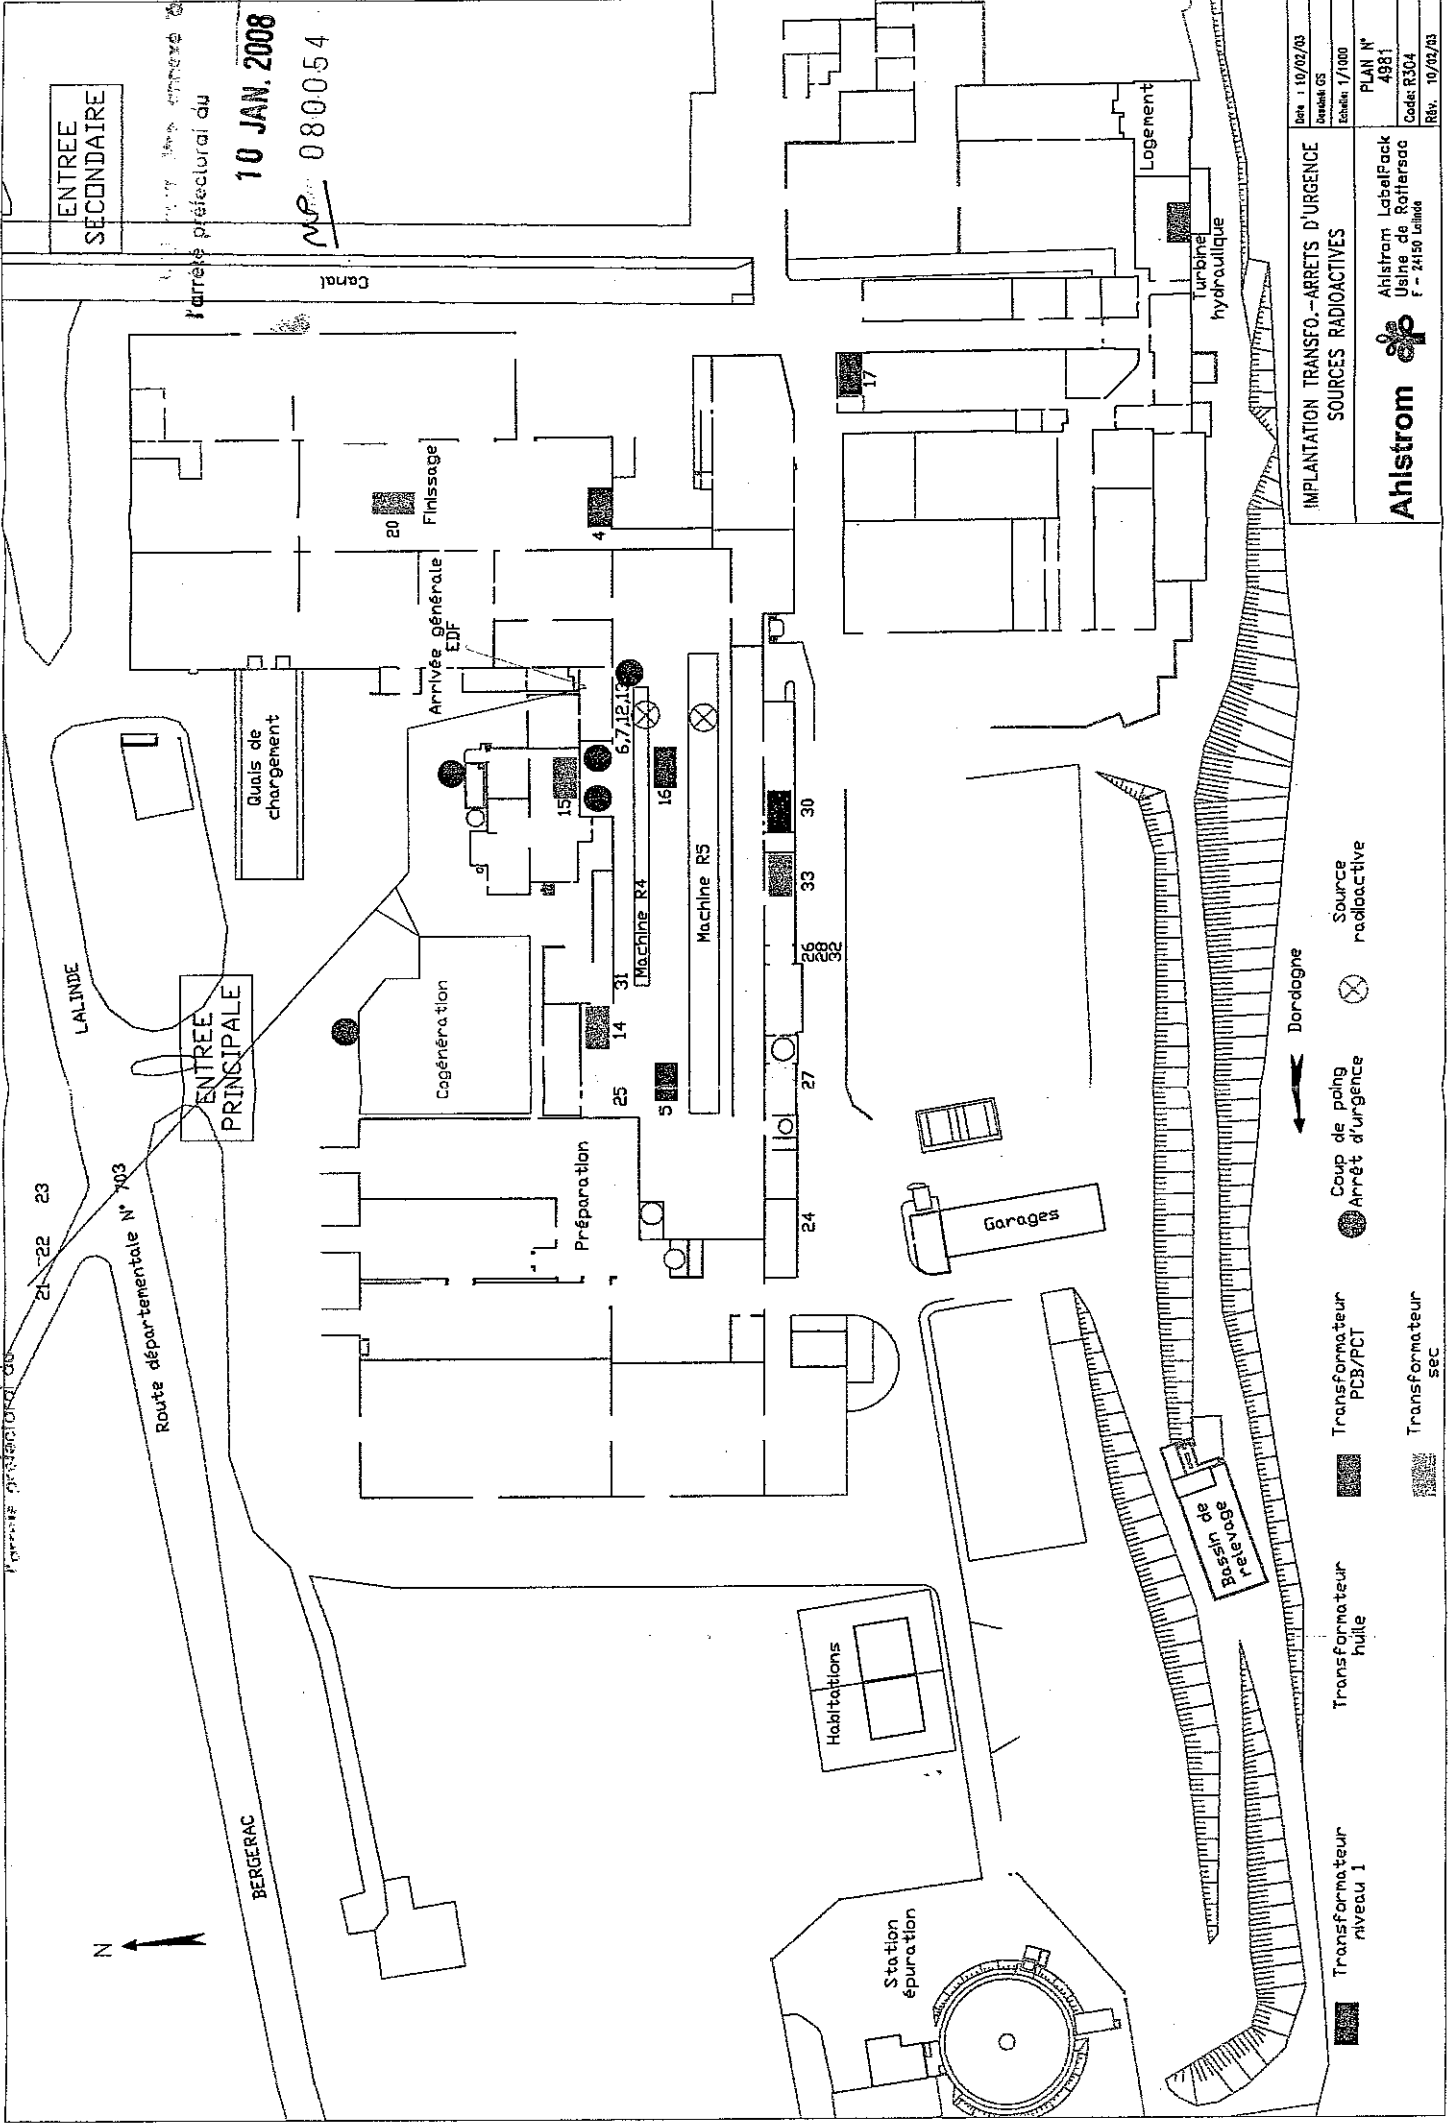 ENTREE
SECONDAIRE
annexé à
l'arrêté préfectoral du
10 JAN. 2008
080054
Canal
LALINDE
ENTREE
PRINCIPALE
21 22 23
Route départementale N° 703
BERGERAC
N
Quais de
chargement
20
Finissage
4
Arrivée générale
EDF
6,7,12,13
15
16
Cogénération
Machine R4
Machine R5
31
14
25
5
Préparation
30
33
26
28
32
27
24
17
Logement
Turbine
hydraulique
Garages
Habitations
Station
épuration
Bassin de
relevage
Dordogne
Transformateur
niveau 1
Transformateur
huile
Transformateur
PCB/PCT
Transformateur
sec
Coup de poing
Arrêt d'urgence
Source
radioactive
IMPLANTATION TRANSFO.-ARRETS D'URGENCE
SOURCES RADIOACTIVES
Date : 10/02/03
Dessiné: GS
Echelle: 1/1000
PLAN N°
4981
Code: R304
Rév. 10/02/03
Ahlstrom
Ahlstrom LabelPack
Usine de Rottersac
F - 24150 Lalinde